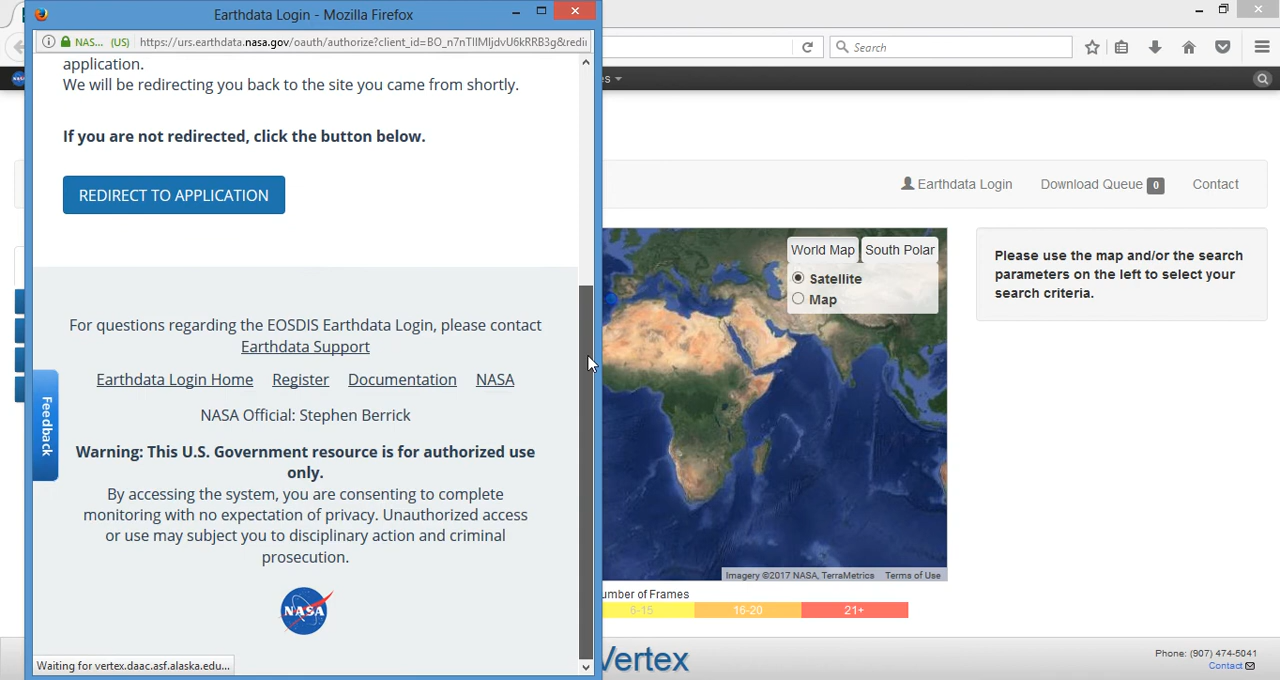 Earthdata Login - Mozilla Firefox
NAS... (US) https://urs.earthdata.nasa.gov/oauth/authorize?client_id=BO_n7nTIlMljdvU6kRRB3g&redi
Search
application.
We will be redirecting you back to the site you came from shortly.
If you are not redirected, click the button below.
REDIRECT TO APPLICATION
For questions regarding the EOSDIS Earthdata Login, please contact
Earthdata Support
Earthdata Login Home Register Documentation NASA
NASA Official: Stephen Berrick
Warning: This U.S. Government resource is for authorized use
only.
By accessing the system, you are consenting to complete
monitoring with no expectation of privacy. Unauthorized access
or use may subject you to disciplinary action and criminal
prosecution.
NASA
Feedback
Waiting for vertex.daac.asf.alaska.edu...
Earthdata Login Download Queue 0 Contact
World Map South Polar
Satellite
Map
Please use the map and/or the search
parameters on the left to select your
search criteria.
Imagery ©2017 NASA, TerraMetrics Terms of Use
umber of Frames
6-15 16-20 21+
Vertex
Phone: (907) 474-5041
Contact